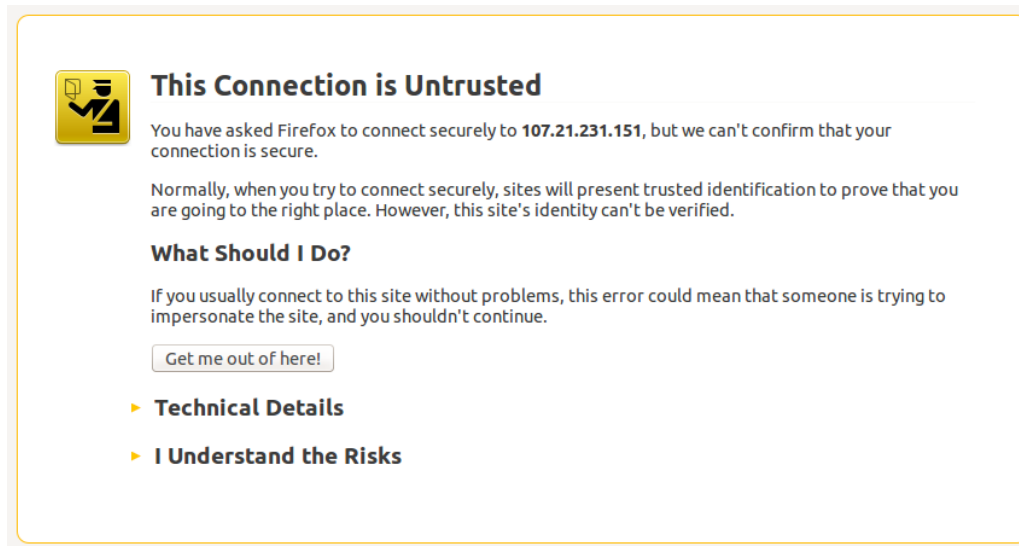 This Connection is Untrusted
You have asked Firefox to connect securely to 107.21.231.151, but we can't confirm that your
connection is secure.
Normally, when you try to connect securely, sites will present trusted identification to prove that you
are going to the right place. However, this site's identity can't be verified.
What Should I Do?
If you usually connect to this site without problems, this error could mean that someone is trying to
impersonate the site, and you shouldn't continue.
Get me out of here!
Technical Details
I Understand the Risks